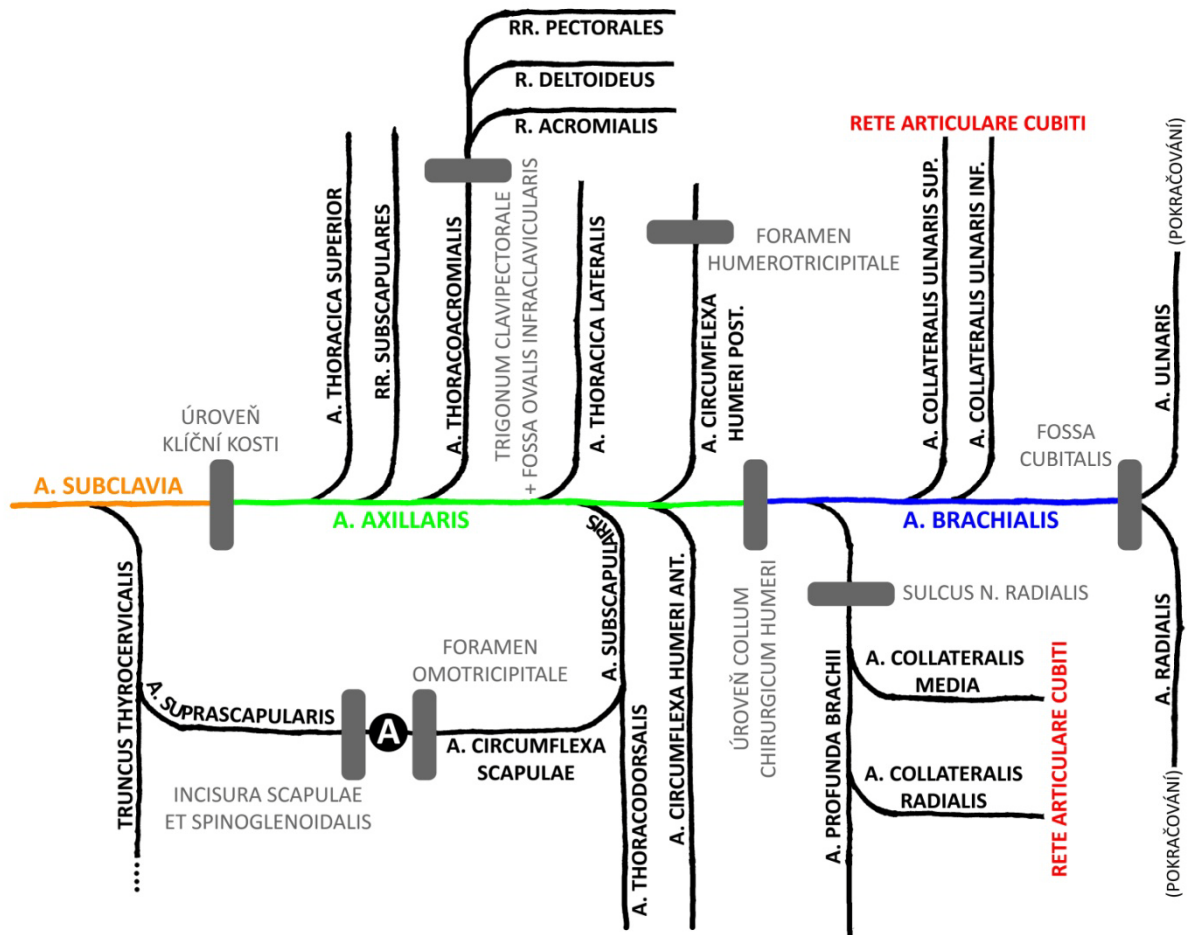 RR. PECTORALES
R. DELTOIDEUS
R. ACROMIALIS
RETE ARTICULARE CUBITI
A. THORACICA SUPERIOR
RR. SUBSCAPULARES
A. THORACOACROMIALIS
TRIGONUM CLAVIPECTORALE
+ FOSSA OVALIS INFRACLAVICULARIS
A. THORACICA LATERALIS
FORAMEN
HUMEROTRICIPITALE
A. CIRCUMFLEXA
HUMERI POST.
A. COLLATERALIS ULNARIS SUP.
A. COLLATERALIS ULNARIS INF.
(POKRAČOVÁNÍ)
A. ULNARIS
ÚROVEŇ
KLÍČNÍ KOSTI
FOSSA
CUBITALIS
A. SUBCLAVIA
A. AXILLARIS
A. BRACHIALIS
TRUNCUS THYROCERVICALIS
.....
A. SUPRASCAPULARIS
INCISURA SCAPULAE
ET SPINOGLENOIDALIS
A
FORAMEN
OMOTRICIPITALE
A. CIRCUMFLEXA
SCAPULAE
A. SUBSCAPULARIS
A. THORACODORSALIS
A. CIRCUMFLEXA HUMERI ANT.
ÚROVEŇ COLLUM
CHIRURGICUM HUMERI
SULCUS N. RADIALIS
A. PROFUNDA BRACHII
A. COLLATERALIS
MEDIA
A. COLLATERALIS
RADIALIS
RETE ARTICULARE CUBITI
A. RADIALIS
(POKRAČOVÁNÍ)